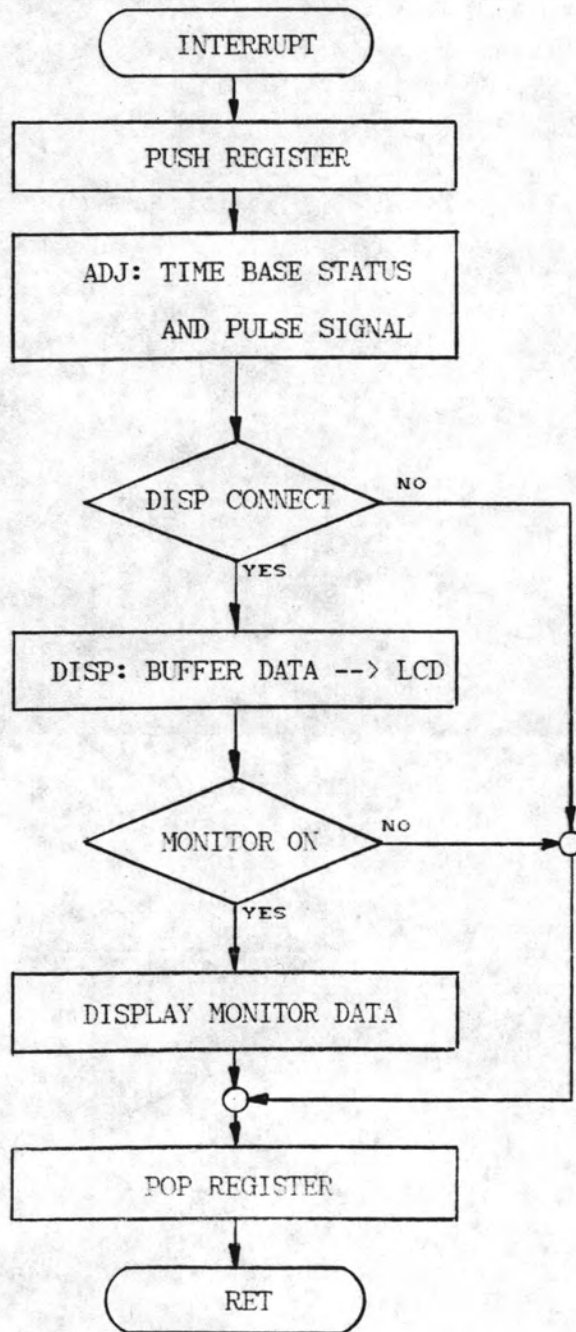 INTERRUPT
PUSH REGISTER
ADJ: TIME BASE STATUS
AND PULSE SIGNAL
DISP CONNECT
NO
YES
DISP: BUFFER DATA --> LCD
MONITOR ON
NO
YES
DISPLAY MONITOR DATA
POP REGISTER
RET